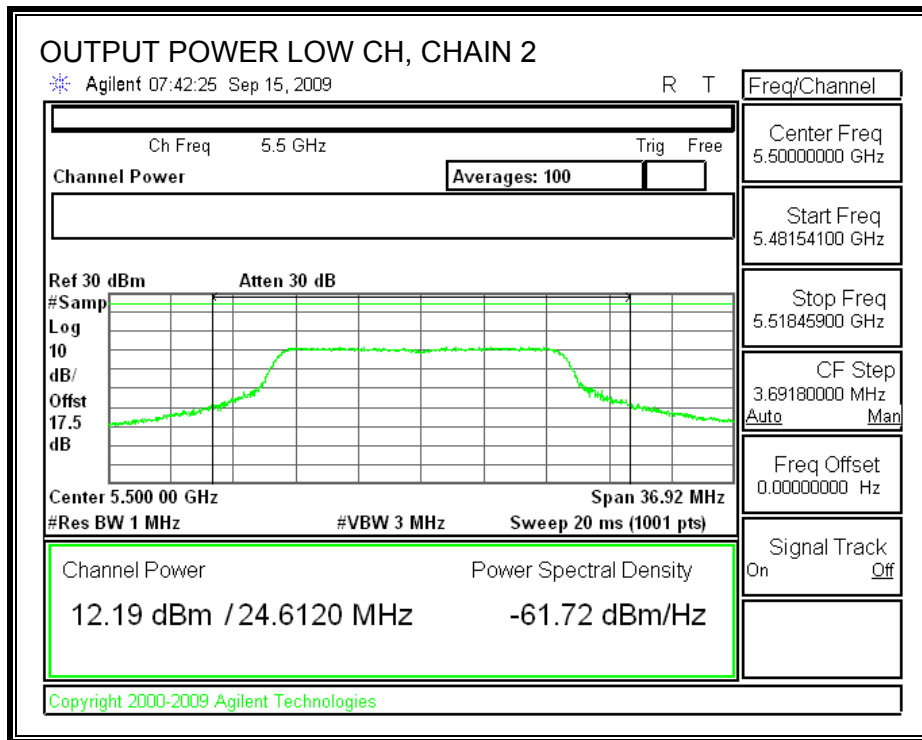 OUTPUT POWER LOW CH, CHAIN 2
Agilent 07:42:25 Sep 15, 2009 R T
Freq/Channel
Ch Freq 5.5 GHz Trig Free
Channel Power Averages: 100
Center Freq
5.50000000 GHz
Start Freq
5.48154100 GHz
Stop Freq
5.51845900 GHz
CF Step
3.69180000 MHz
Auto Man
Freq Offset
0.00000000 Hz
Signal Track
On Off
Ref 30 dBm Atten 30 dB
#Samp
Log
10
dB/
Offst
17.5
dB
Center 5.500 00 GHz Span 36.92 MHz
#Res BW 1 MHz #VBW 3 MHz Sweep 20 ms (1001 pts)
Channel Power Power Spectral Density
12.19 dBm / 24.6120 MHz -61.72 dBm/Hz
Copyright 2000-2009 Agilent Technologies